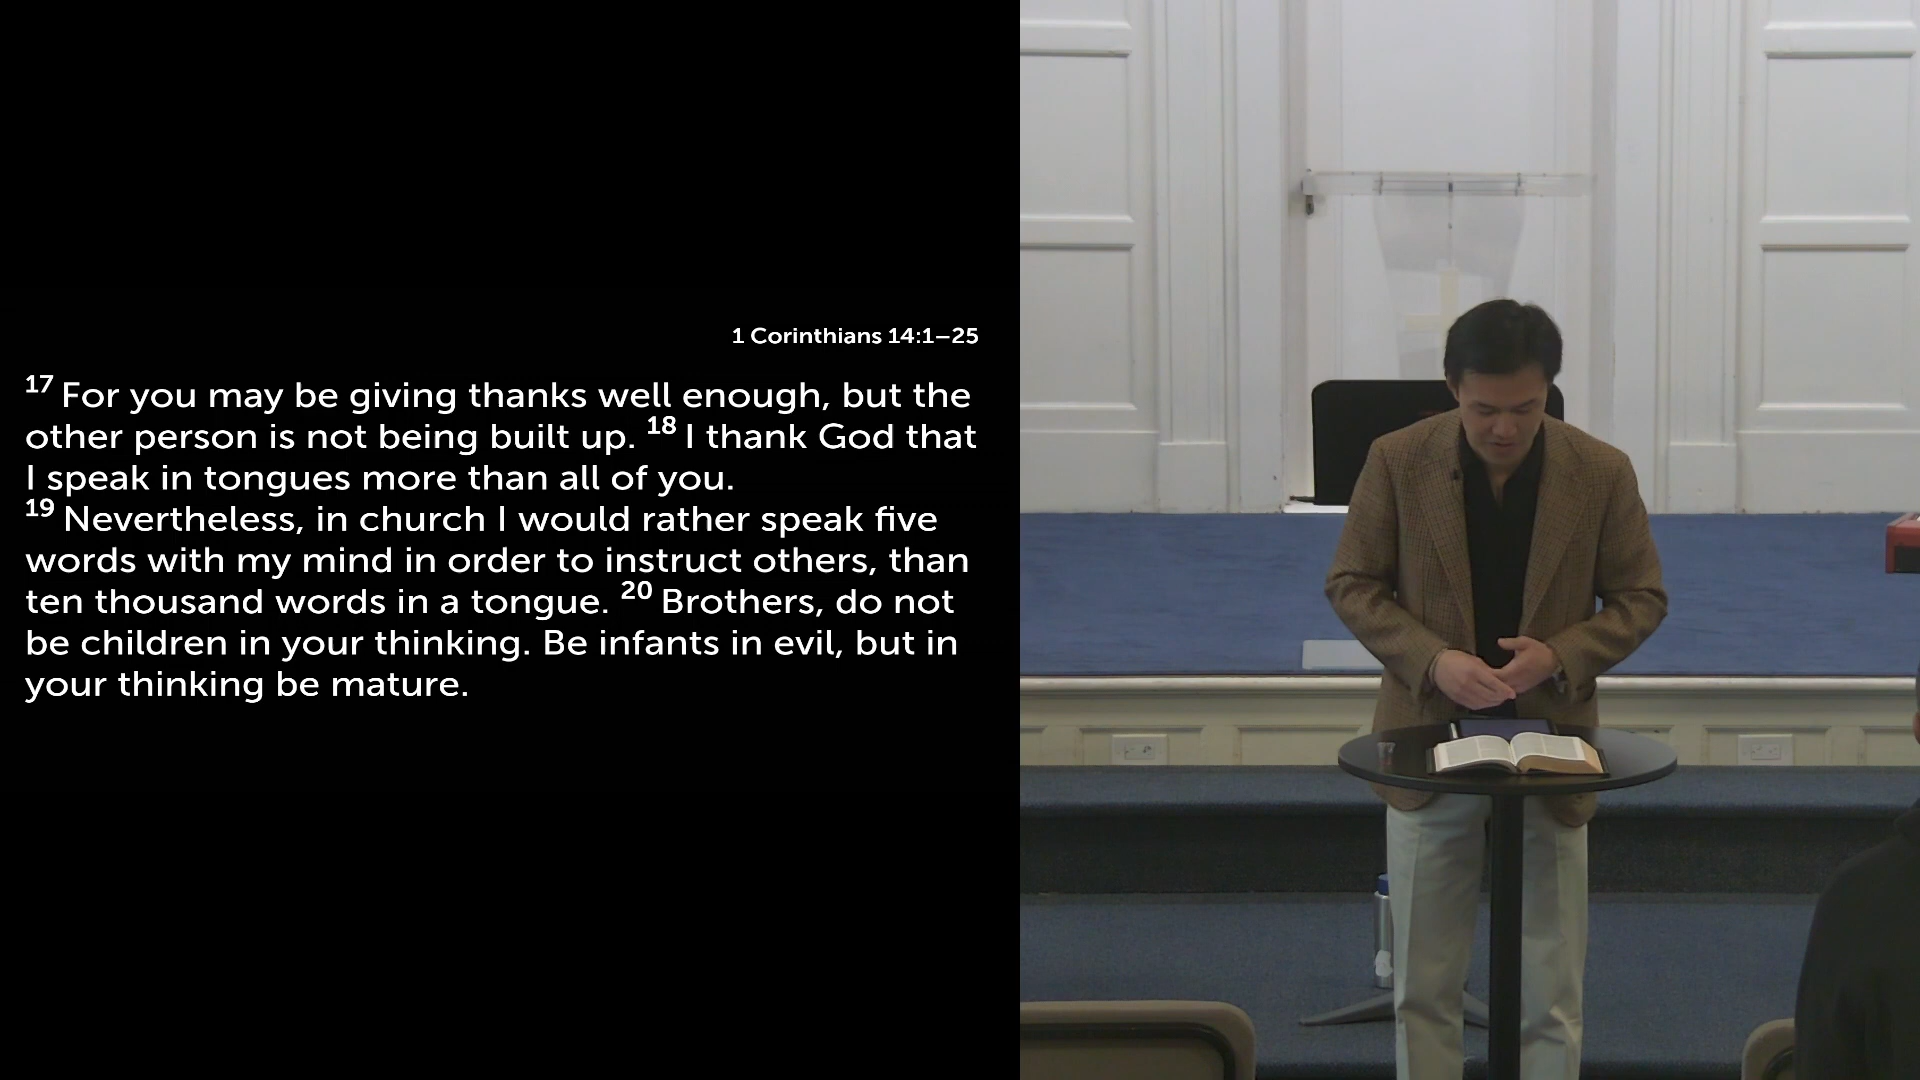 1 Corinthians 14:1–25
17 For you may be giving thanks well enough, but the
other person is not being built up. 18 I thank God that
I speak in tongues more than all of you.
19 Nevertheless, in church I would rather speak five
words with my mind in order to instruct others, than
ten thousand words in a tongue. 20 Brothers, do not
be children in your thinking. Be infants in evil, but in
your thinking be mature.